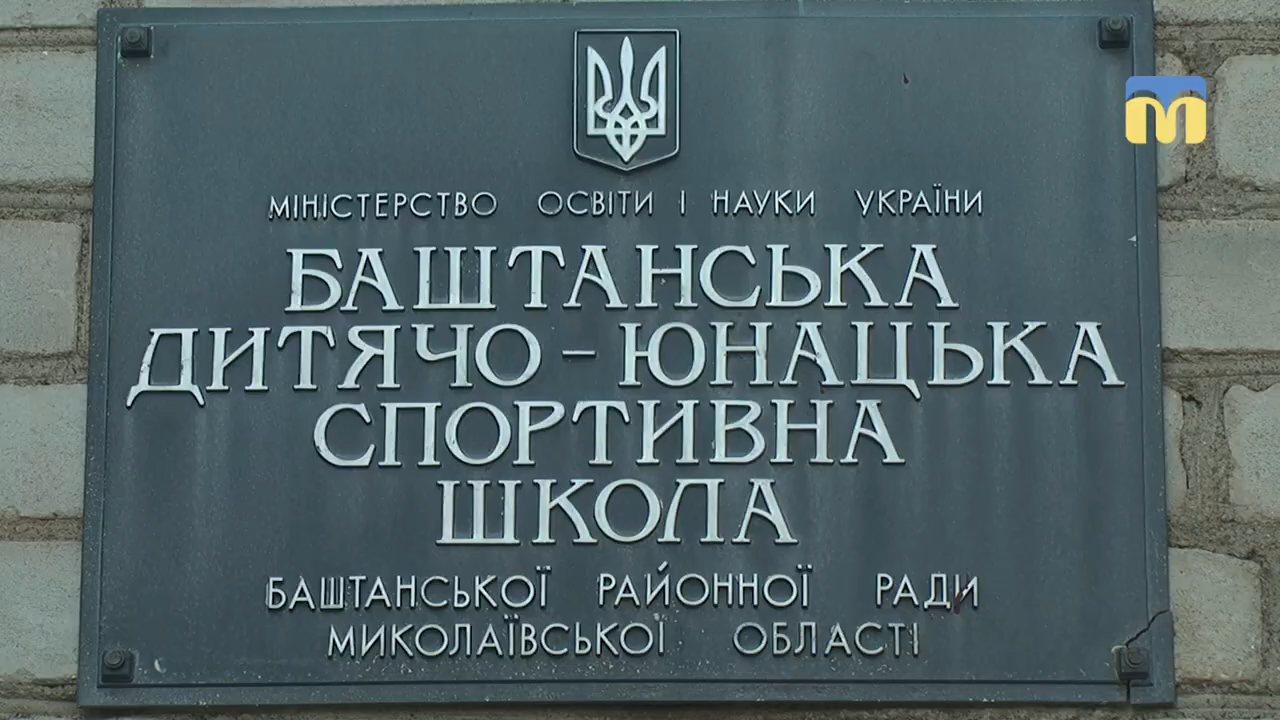 МІНІСТЕРСТВО ОСВІТИ І НАУКИ УКРАЇНИ
БАШТАНСЬКА
ДИТЯЧО – ЮНАЦЬКА
СПОРТИВНА
ШКОЛА
БАШТАНСЬКОЇ РАЙОННОЇ РАДИ
МИКОЛАЇВСЬКОЇ ОБЛАСТІ